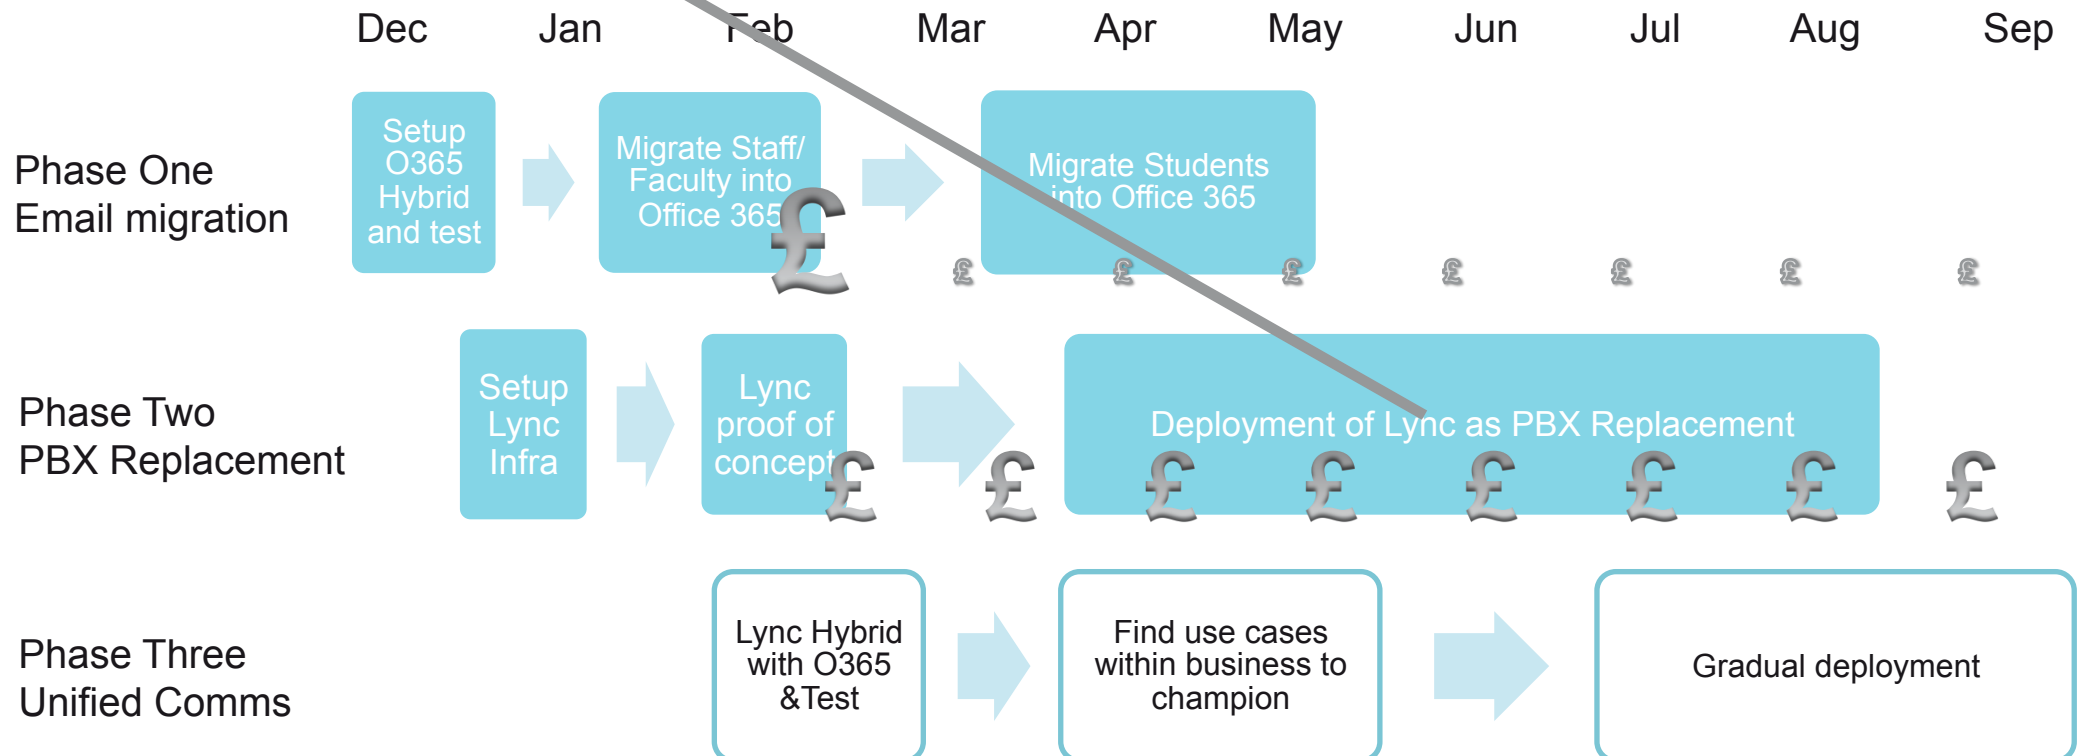 Dec Jan Feb Mar Apr May Jun Jul Aug Sep
Phase One
Email migration
Setup
O365
Hybrid
and test
Migrate Staff/
Faculty into
Office 365
Migrate Students
into Office 365
£
£ £ £ £ £ £ £
Phase Two
PBX Replacement
Setup
Lync
Infra
Lync
proof of
concept
Deployment of Lync as PBX Replacement
£ £ £ £ £ £ £ £
Phase Three
Unified Comms
Lync Hybrid
with O365
&Test
Find use cases
within business to
champion
Gradual deployment